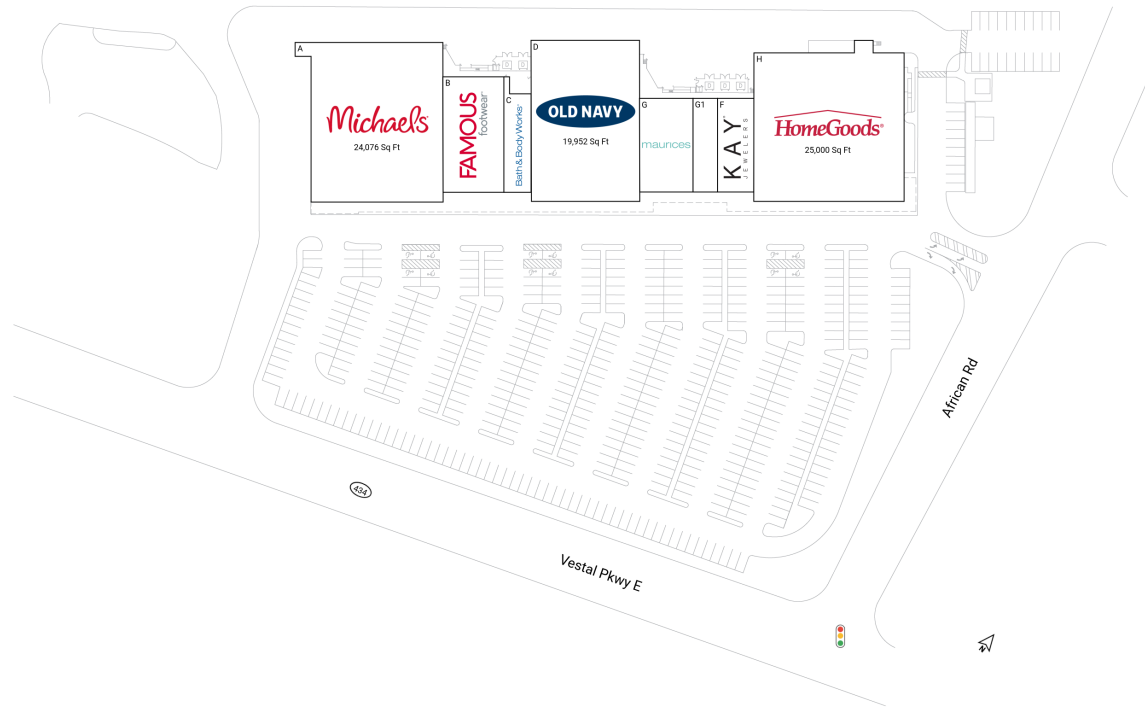 A
Michaels
24,076 Sq Ft
B
FAMOUS
footwear
C
Bath & Body Works
D
OLD NAVY
19,952 Sq Ft
G
maurices
G1
F
KAY
JEWELERS
H
HomeGoods
25,000 Sq Ft
D D D
D D D
African Rd
434
Vestal Pkwy E
N